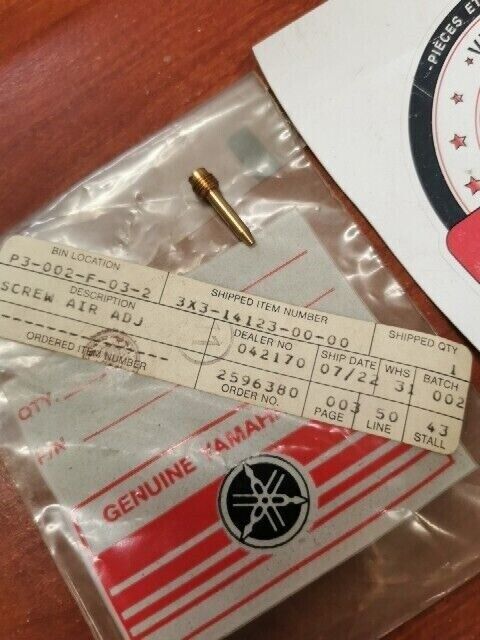 PIÈCES ET
BIN LOCATION
P3-002-F-03-2
SHIPPED ITEM NUMBER
3X3-14123-00-00
SHIPPED QTY
1
DESCRIPTION
SCREW AIR ADJ
DEALER NO
042170
SHIP DATE
07/22
WHS
31
BATCH
002
ORDERED ITEM NUMBER
2596380
ORDER NO.
003
PAGE
50
LINE
43
STALL
QTY.
P/N
GENUINE YAMAHA